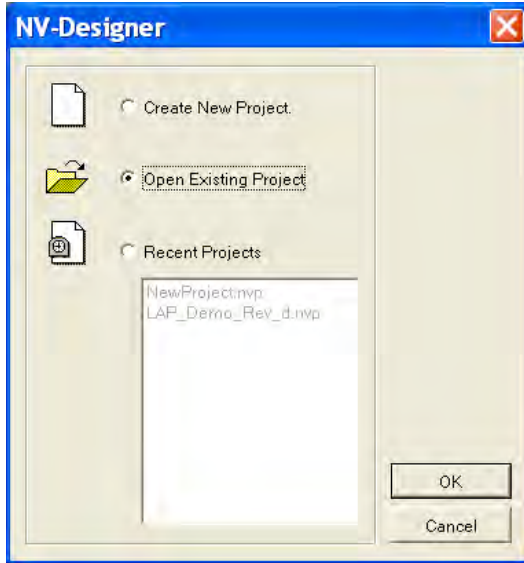 NV-Designer
Create New Project.
Open Existing Project
Recent Projects
NewProject.nvp
LAP_Demo_Rev_d.nvp
OK
Cancel